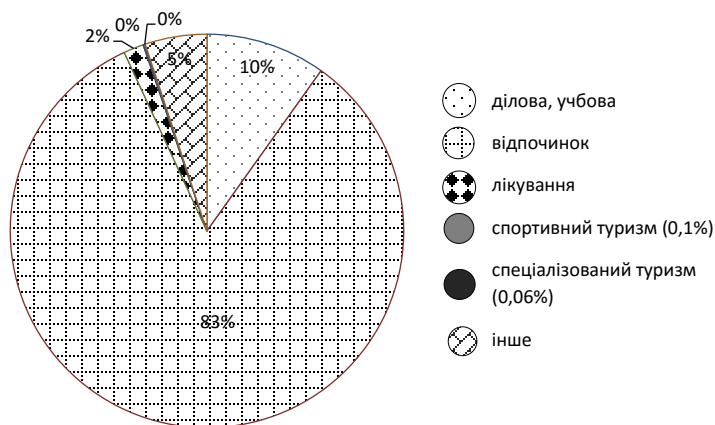 0%
0%
2%
5%
10%
83%
ділова, учбова
відпочинок
лікування
спортивний туризм (0,1%)
спеціалізований туризм
(0,06%)
інше